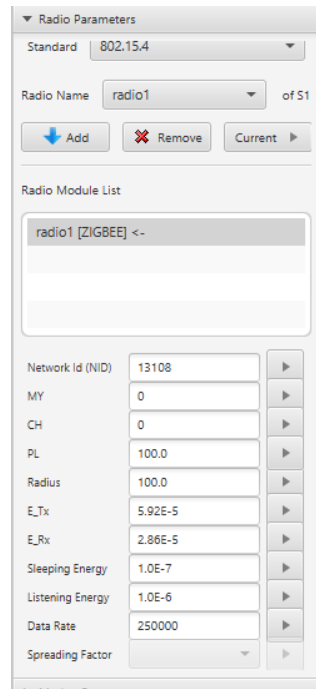 Radio Parameters
Standard 802.15.4
Radio Name radio1 of S1
Add Remove Current
Radio Module List
radio1 [ZIGBEE] <-
Network Id (NID) 13108
MY 0
CH 0
PL 100.0
Radius 100.0
E_Tx 5.92E-5
E_Rx 2.86E-5
Sleeping Energy 1.0E-7
Listening Energy 1.0E-6
Data Rate 250000
Spreading Factor